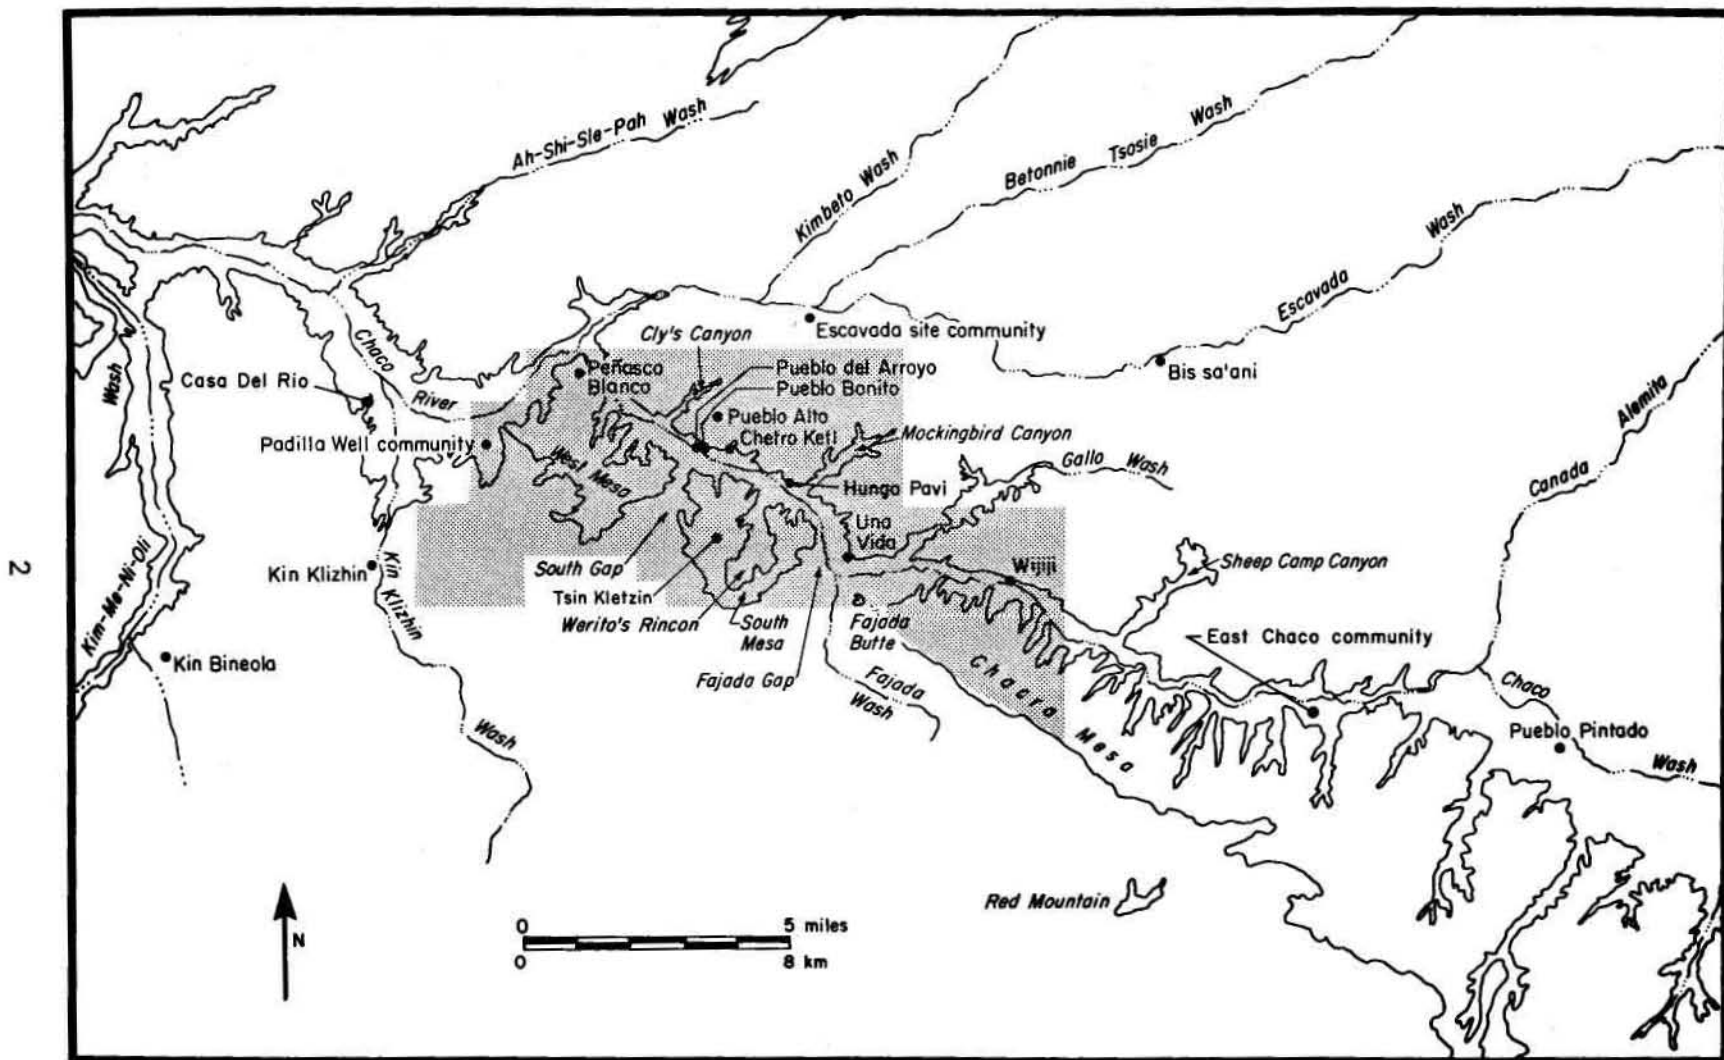 Ah-Shi-Sle-Pah Wash
Kimbeto Wash
Betonnie Tsosie Wash
Escavada Wash
Wash
Chaco River
Cly's Canyon
Escavada site community
Bis sa'ani
Peñasco
Blanco
Pueblo del Arroyo
Pueblo Bonito
Casa Del Rio
Pueblo Alto
Chetro Ketl
Padilla Well community
West Mesa
Mockingbird Canyon
Gallo Wash
Hungo Pavi
Canada Alemita
Una
Vida
2
Kin Klizhin
Kin Klizhin Wash
South Gap
Wijiji
Sheep Camp Canyon
Tsin Kletzin
Werito's Rincon
South
Mesa
Fajada
Butte
East Chaco community
Kim-Me-Ni-Oli
Kin Bineola
Fajada Gap
Fajada
Wash
Chacra Mesa
Chaco Wash
Pueblo Pintado
Red Mountain
N
0 5 miles
0 8 km